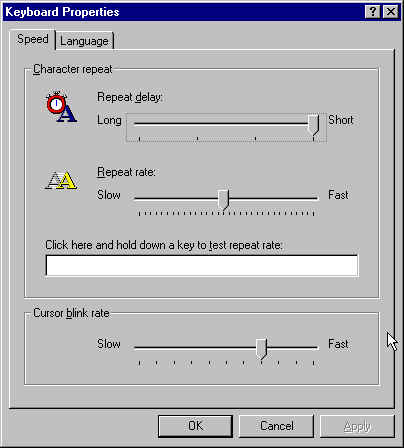 Keyboard Properties
Speed Language
Character repeat
Repeat delay:
Long Short
Repeat rate:
Slow Fast
Click here and hold down a key to test repeat rate:
Cursor blink rate
Slow Fast
OK Cancel Apply